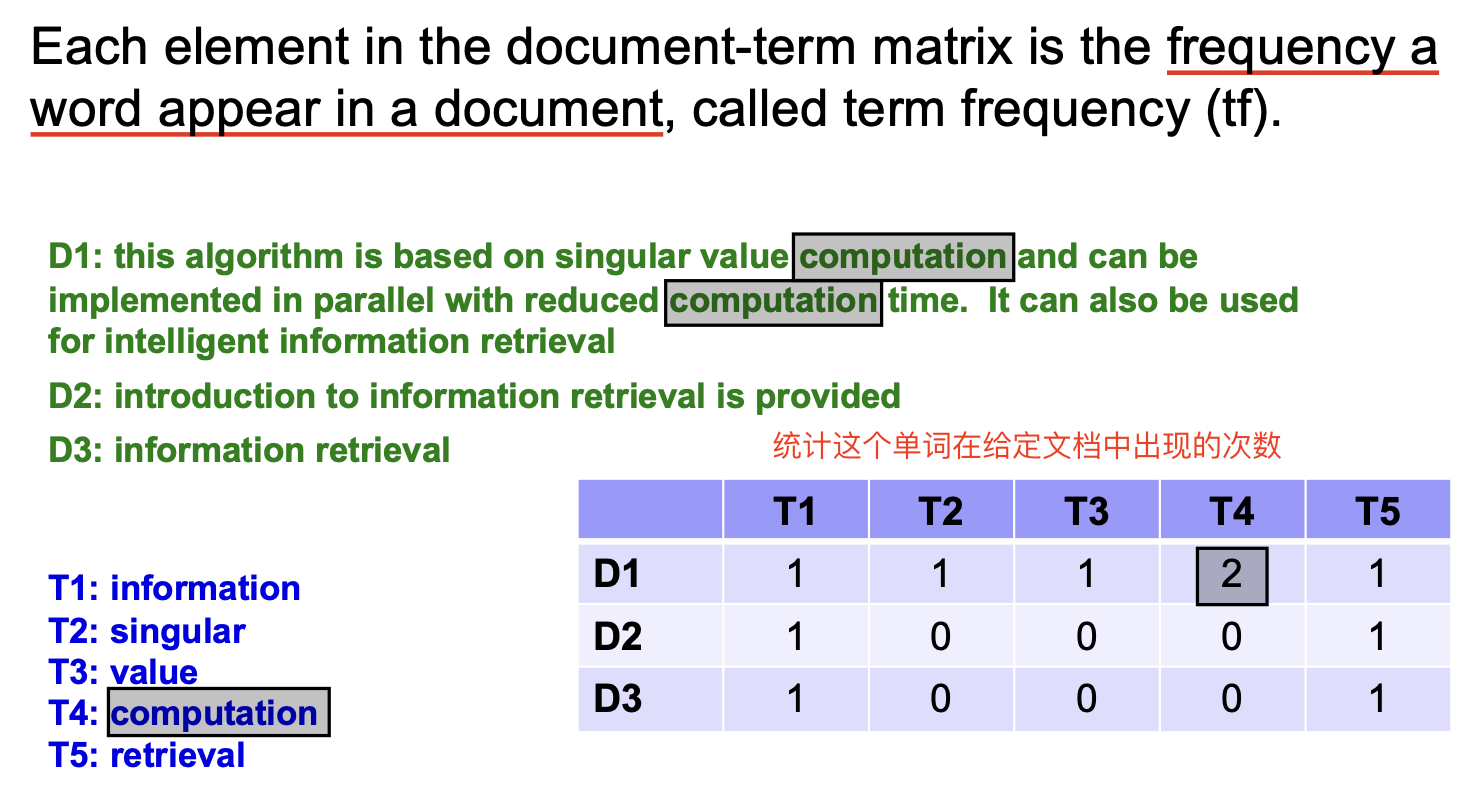 Each element in the document-term matrix is the frequency a
word appear in a document, called term frequency (tf).
D1: this algorithm is based on singular value computation and can be
implemented in parallel with reduced computation time. It can also be used
for intelligent information retrieval
D2: introduction to information retrieval is provided
D3: information retrieval
统计这个单词在给定文档中出现的次数
T1 T2 T3 T4 T5
D1 1 1 1 2 1
D2 1 0 0 0 1
D3 1 0 0 0 1
T1: information
T2: singular
T3: value
T4: computation
T5: retrieval